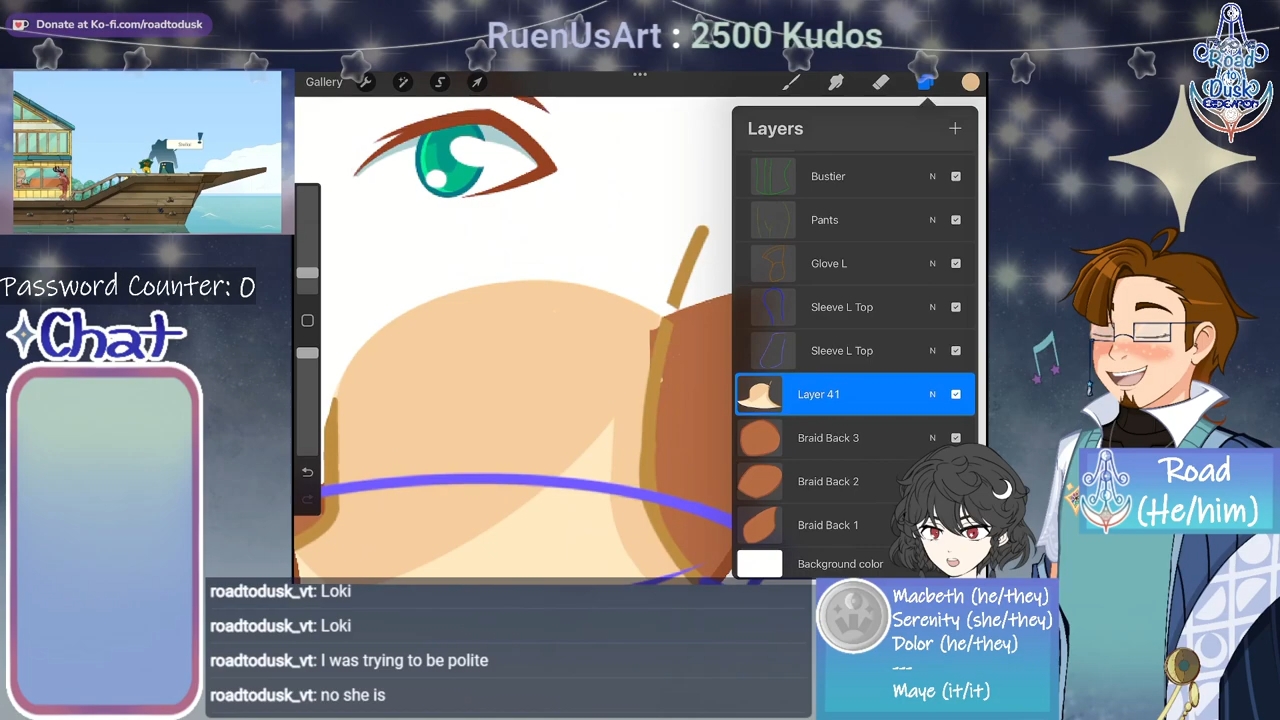 Donate at Ko-fi.com/roadtodusk
RuenUsArt : 2500 Kudos
Road
to
Dusk
Gallery
Layers
Bustier N
Pants N
Glove L N
Sleeve L Top N
Sleeve L Top N
Layer 41 N
Braid Back 3 N
Braid Back 2
Braid Back 1
Background color
Password Counter: 0
Chat
Road
(He/him)
roadtodusk_vt: Loki
roadtodusk_vt: Loki
roadtodusk_vt: I was trying to be polite
roadtodusk_vt: no she is
Macbeth (he/they)
Serenity (she/they)
Dolor (he/they)
---
Maye (it/it)